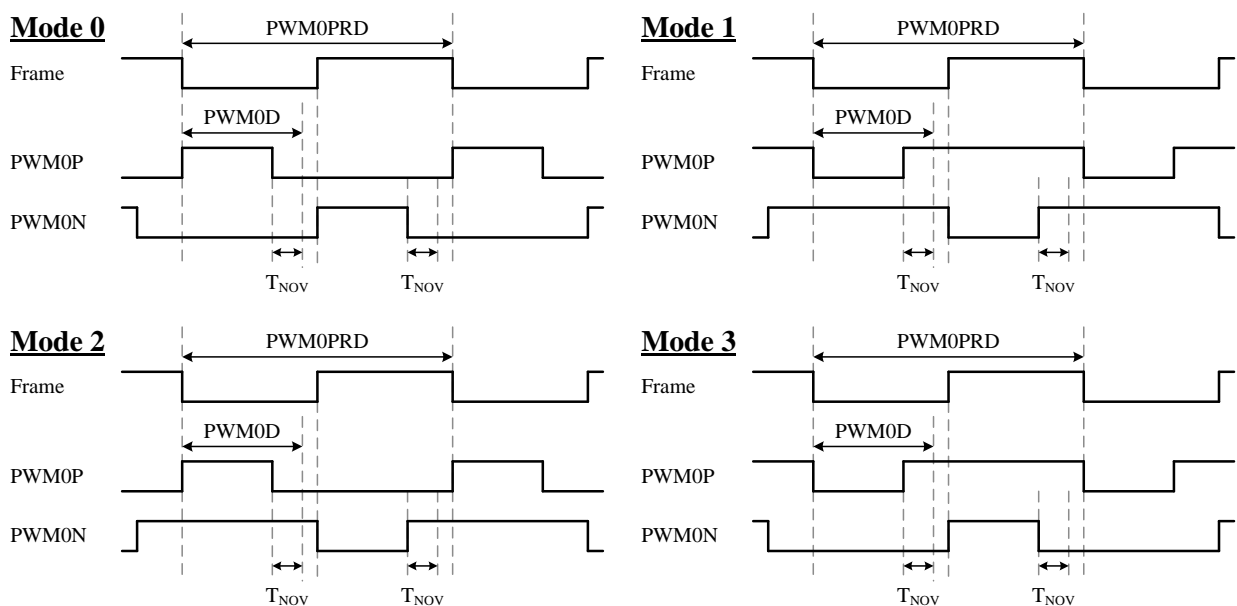 Mode 0
PWM0PRD
Frame
PWM0D
PWM0P
PWM0N
TNOV
TNOV
Mode 1
PWM0PRD
Frame
PWM0D
PWM0P
PWM0N
TNOV
TNOV
Mode 2
PWM0PRD
Frame
PWM0D
PWM0P
PWM0N
TNOV
TNOV
Mode 3
PWM0PRD
Frame
PWM0D
PWM0P
PWM0N
TNOV
TNOV